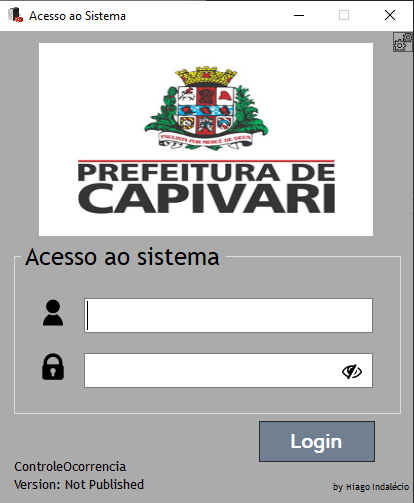 Acesso ao Sistema
PAULISTA POR MERCÊ DE DEUS
PREFEITURA DE
CAPIVARI
Acesso ao sistema
Login
ControleOcorrencia
Version: Not Published
by Hiago Indalécio